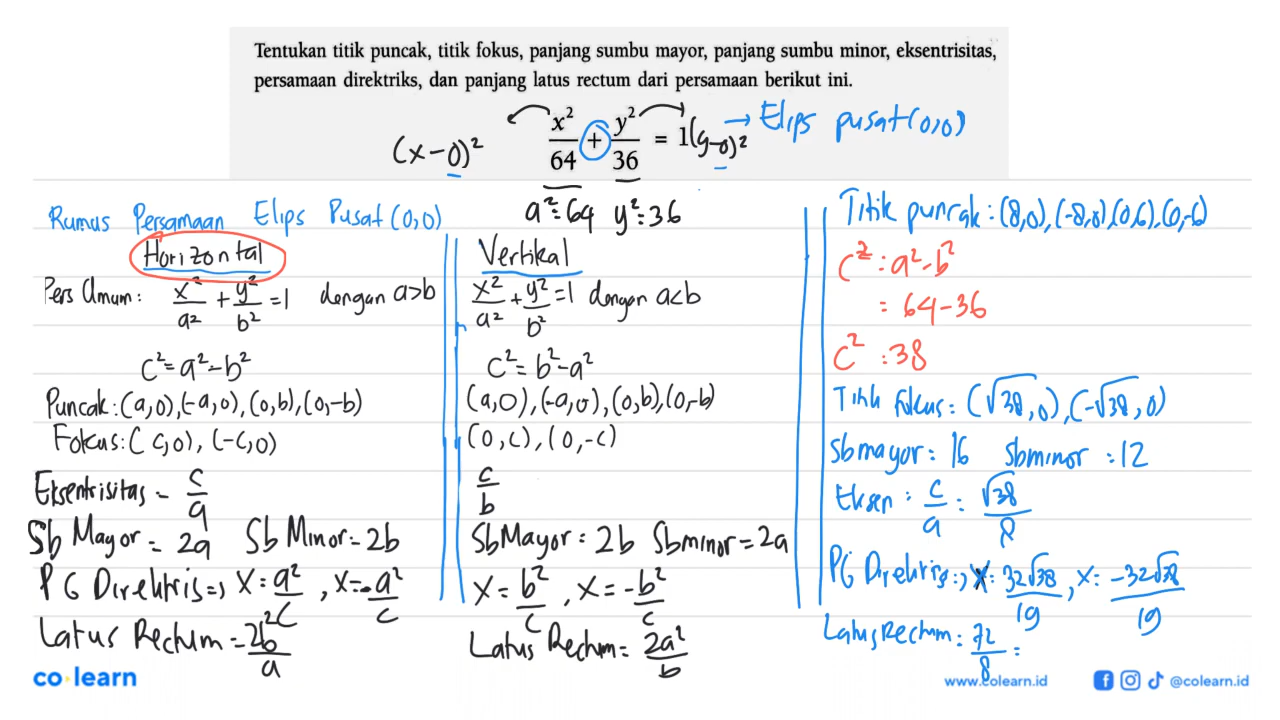 Tentukan titik puncak, titik fokus, panjang sumbu mayor, panjang sumbu minor, eksentrisitas,
persamaan direktriks, dan panjang latus rectum dari persamaan berikut ini.
(x-0)² x²/64 + y²/36 = 1 (y-0)² → Elips pusat (0,0)
a²=64 y²=36
Rumus Persamaan Elips Pusat (0,0)
Horizontal
Pers Umum: x²/a² + y²/b² = 1 dengan a>b
c²=a²-b²
Puncak: (a,0),(-a,0),(0,b),(0,-b)
Fokus: (c,0), (-c,0)
Eksentrisitas = c/a
Sb Mayor = 2a Sb Minor = 2b
PG Direktris => X = a²/c, X = -a²/c
Latus Rectum = 2b²/a
Vertikal
x²/a² + y²/b² = 1 dengan a<b
c²=b²-a²
(a,0),(-a,0),(0,b),(0,-b)
(0,c),(0,-c)
c/b
Sb Mayor = 2b Sb minor = 2a
X = b²/c, X = -b²/c
Latus Rectum = 2a²/b
Titik puncak: (8,0),(-8,0),(0,6),(0,-6)
c² : a²-b²
= 64-36
c² : 38
Titik fokus: (√38,0),(-√38,0)
Sb mayor: 16 Sb minor : 12
Eksen : c/a : √38/8
PG Direktris :, X: 32√38/19, X: -32√38/19
Latus Rectum : 72/8 =
co·learn
www.colearn.id
@colearn.id